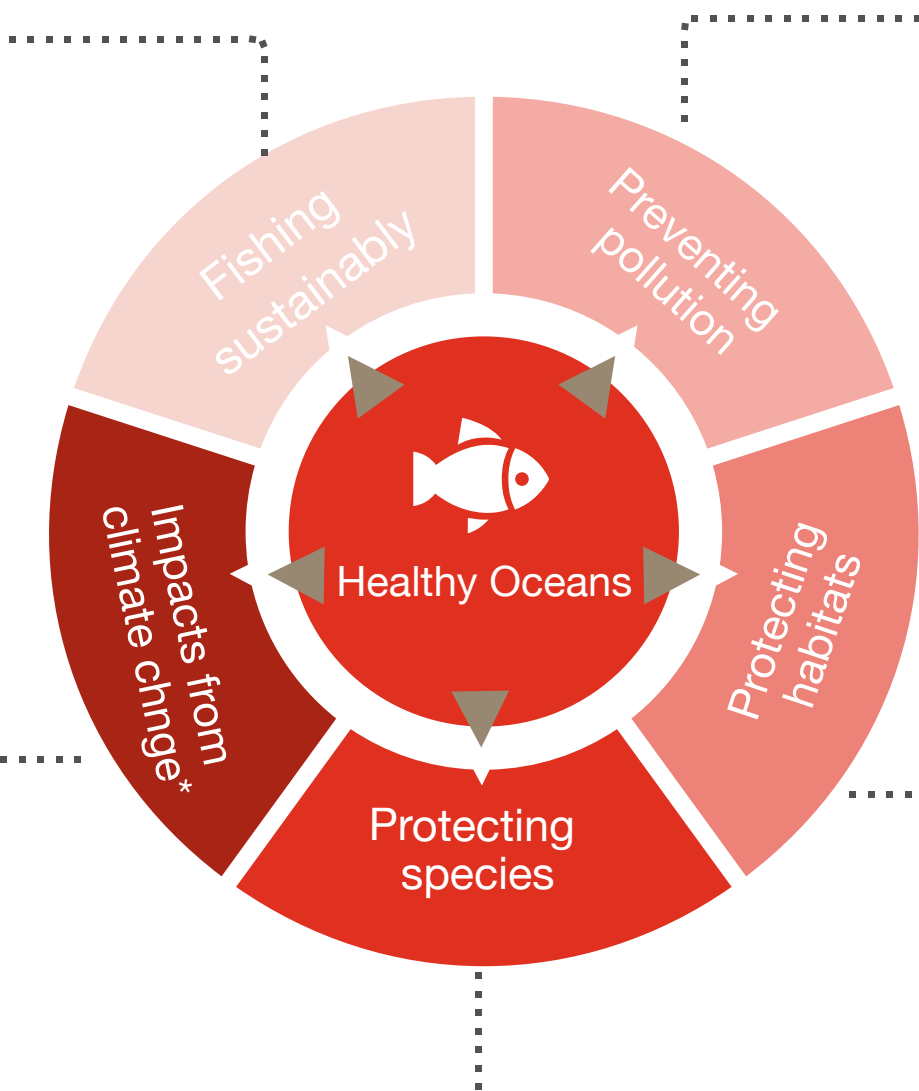 Fishing
sustainably
Preventing
pollution
Healthy Oceans
Impacts from
climate chnge*
Protecting
habitats
Protecting
species